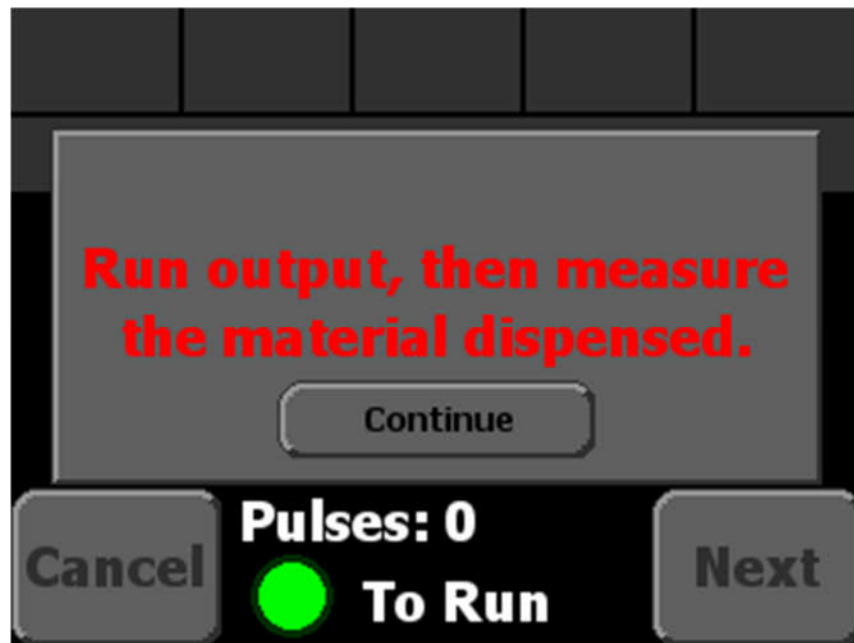 Run output, then measure
the material dispensed.
Continue
Pulses: 0
Cancel
To Run
Next